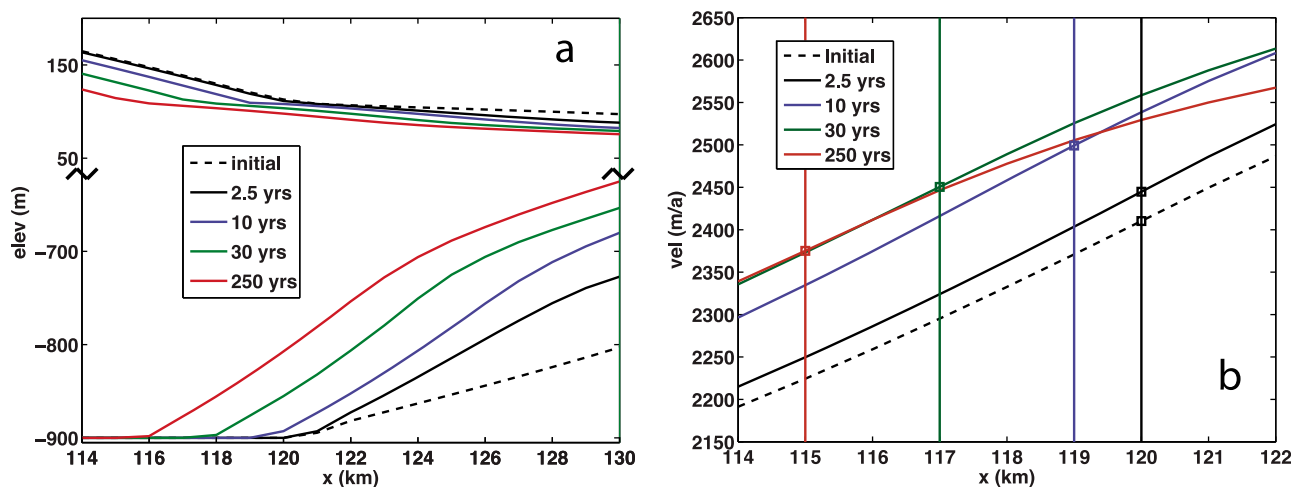 a
150
50
elev (m)
−700
−800
−900
initial
2.5 yrs
10 yrs
30 yrs
250 yrs
114 116 118 120 122 124 126 128 130
x (km)
b
2650
2600
2550
2500
2450
2400
2350
2300
2250
2200
2150
vel (m/a)
Initial
2.5 yrs
10 yrs
30 yrs
250 yrs
114 115 116 117 118 119 120 121 122
x (km)